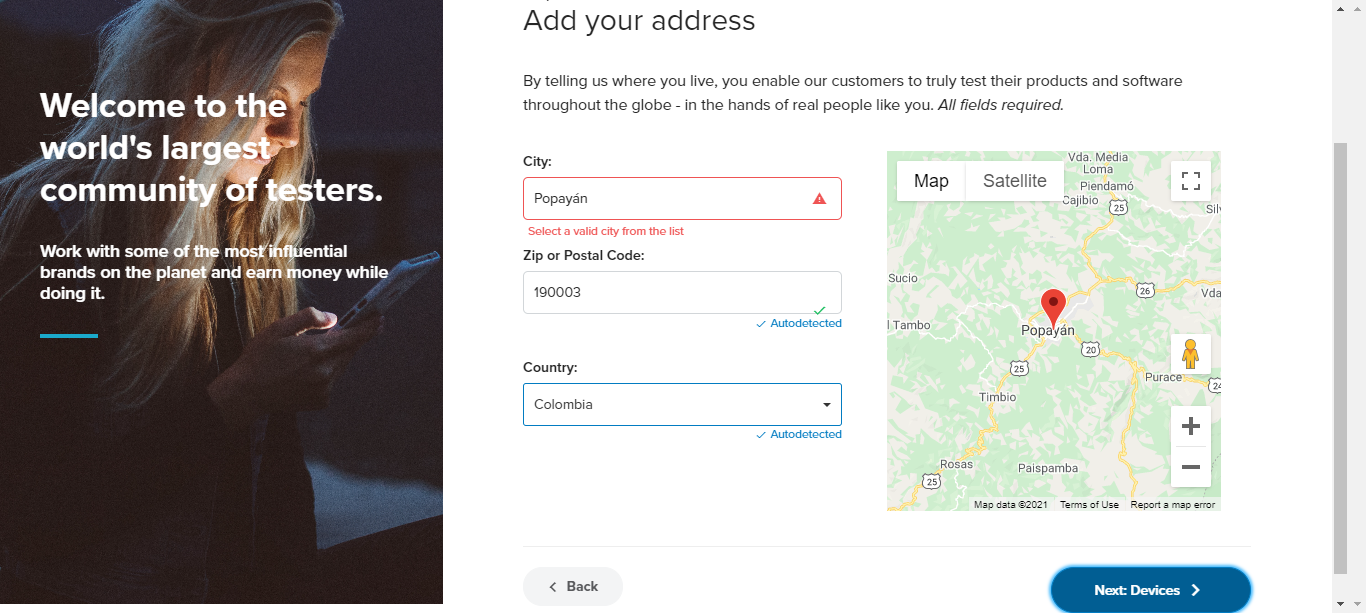 Welcome to the
world's largest
community of testers.
Work with some of the most influential
brands on the planet and earn money while
doing it.
Add your address
By telling us where you live, you enable our customers to truly test their products and software
throughout the globe - in the hands of real people like you. All fields required.
City:
Popayán
Select a valid city from the list
Zip or Postal Code:
190003
Autodetected
Country:
Colombia
Autodetected
Map
Satellite
Vda. Media
Loma
Piendamó
Cajibio
25
Sucio
26
l Tambo
Popayán
20
25
Purace
24
Timbio
Rosas
Paispamba
25
Map data ©2021
Terms of Use
Report a map error
Back
Next: Devices